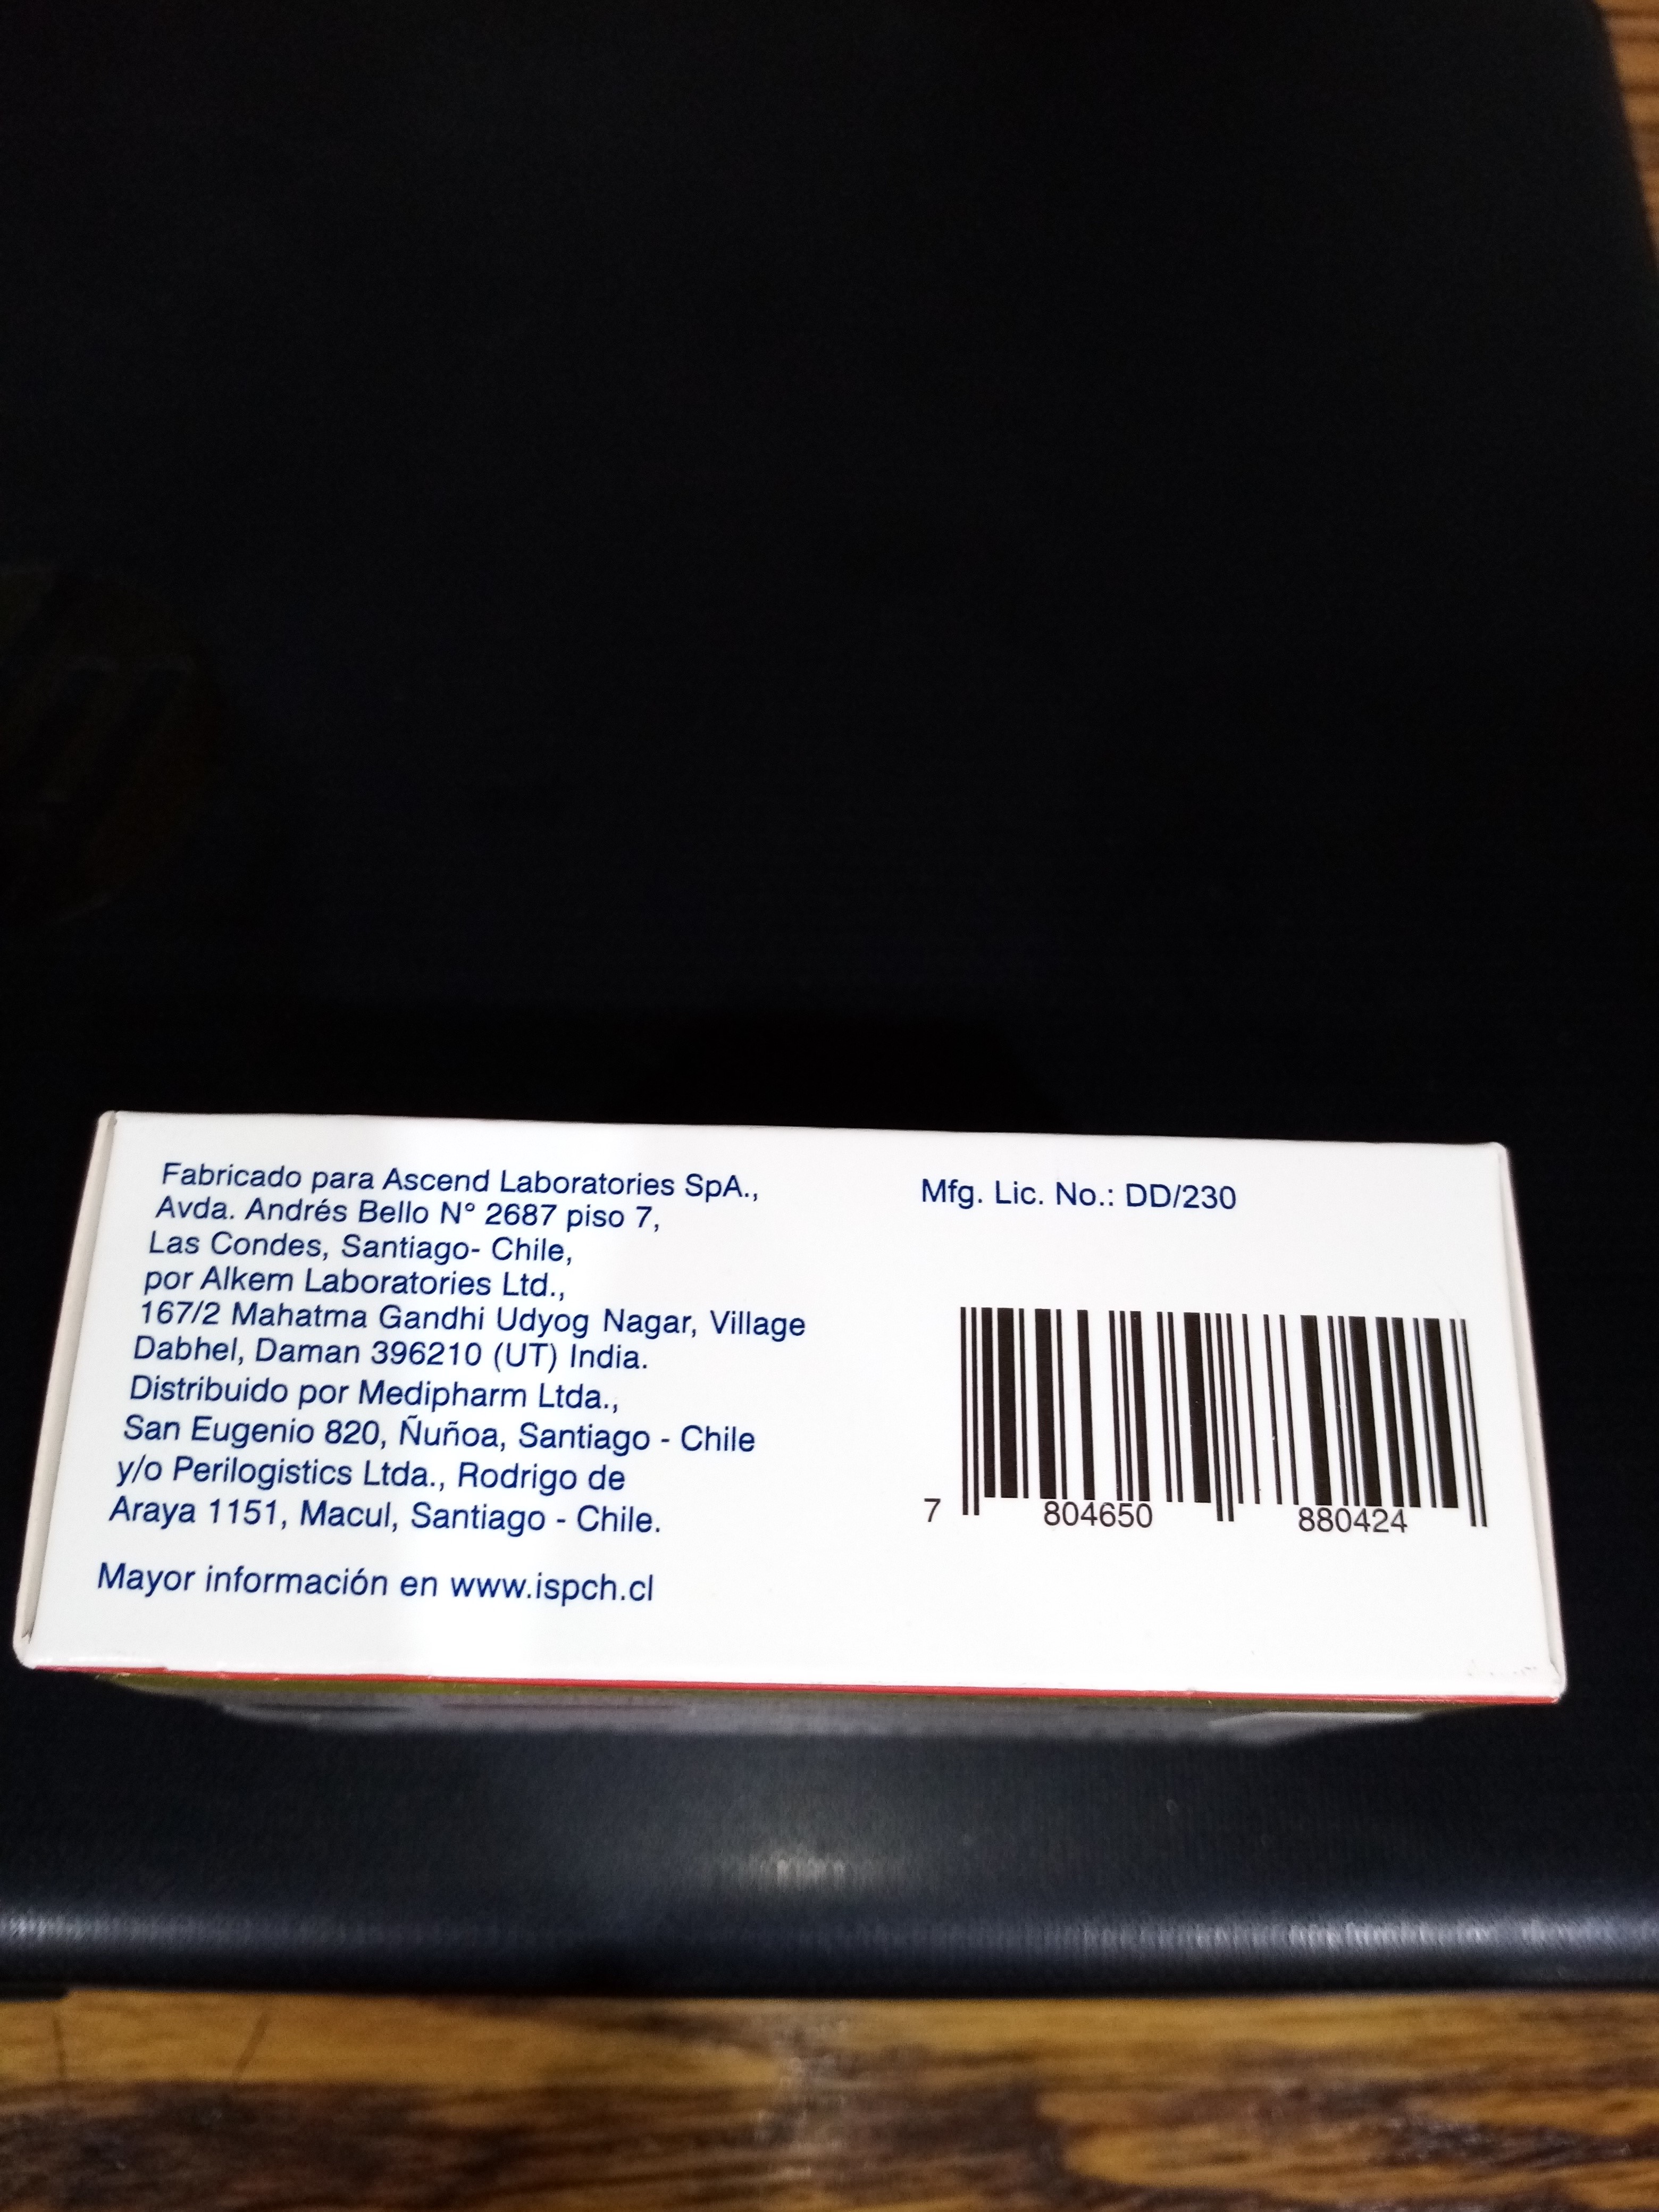 Fabricado para Ascend Laboratories SpA.,
Avda. Andrés Bello N° 2687 piso 7,
Las Condes, Santiago- Chile,
por Alkem Laboratories Ltd.,
167/2 Mahatma Gandhi Udyog Nagar, Village
Dabhel, Daman 396210 (UT) India.
Distribuido por Medipharm Ltda.,
San Eugenio 820, Ñuñoa, Santiago - Chile
y/o Perilogistics Ltda., Rodrigo de
Araya 1151, Macul, Santiago - Chile.
Mayor información en www.ispch.cl
Mfg. Lic. No.: DD/230
7 804650 880424